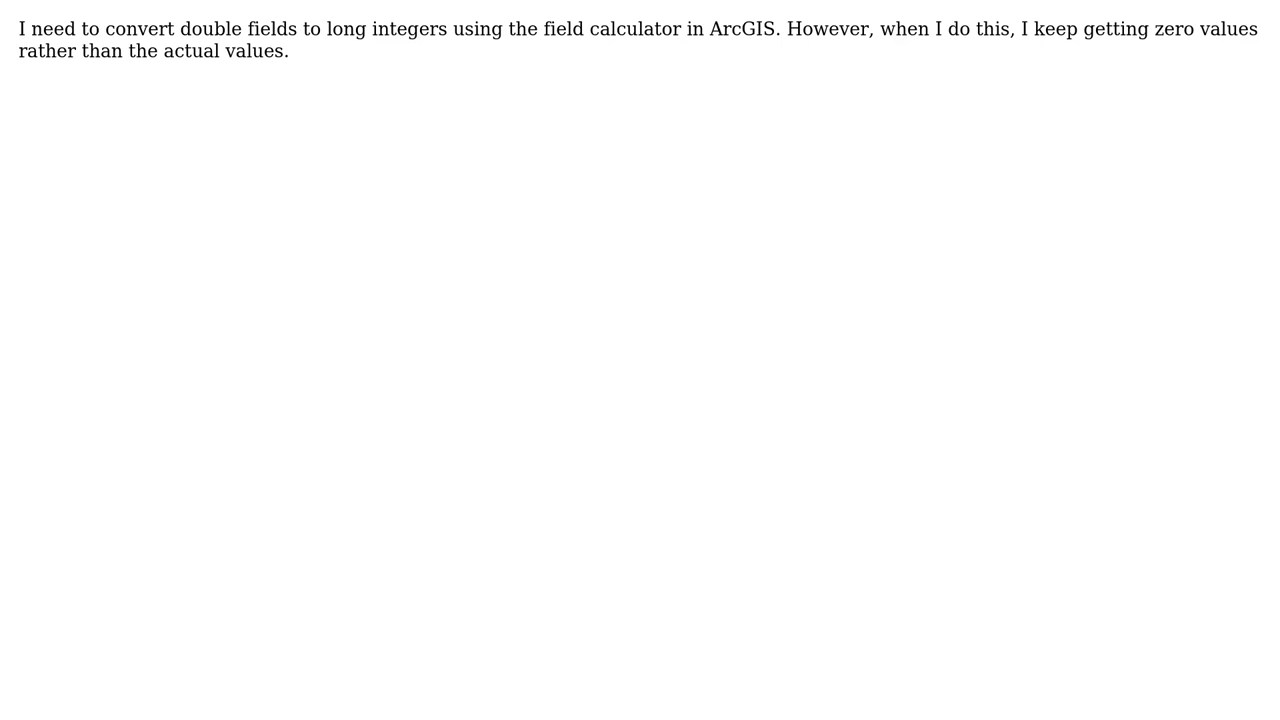 I need to convert double fields to long integers using the field calculator in ArcGIS. However, when I do this, I keep getting zero values
rather than the actual values.